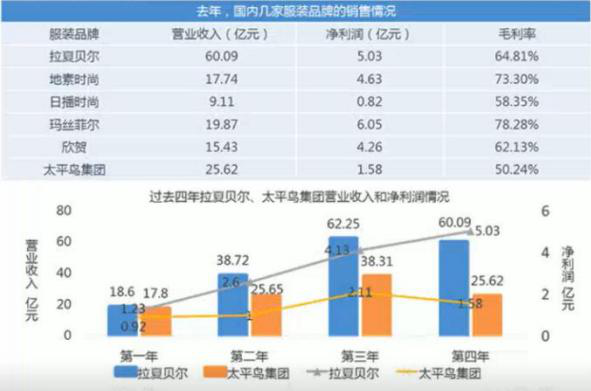 去年，国内几家服装品牌的销售情况
服装品牌 营业收入（亿元） 净利润（亿元） 毛利率
拉夏贝尔 60.09 5.03 64.81%
地素时尚 17.74 4.63 73.30%
日播时尚 9.11 0.82 58.35%
玛丝菲尔 19.87 6.05 78.28%
欣贺 15.43 4.26 62.13%
太平鸟集团 25.62 1.58 50.24%
过去四年拉夏贝尔、太平鸟集团营业收入和净利润情况
营业收入 亿元
80
60
40
20
0
18.6 17.8
1.23
0.92
38.72
2.6
25.65
1
62.25
4.13
38.31
2.11
60.09
5.03
25.62
1.58
6
4
2
0
净利润 亿元
第一年 第二年 第三年 第四年
拉夏贝尔 太平鸟集团 拉夏贝尔 太平鸟集团